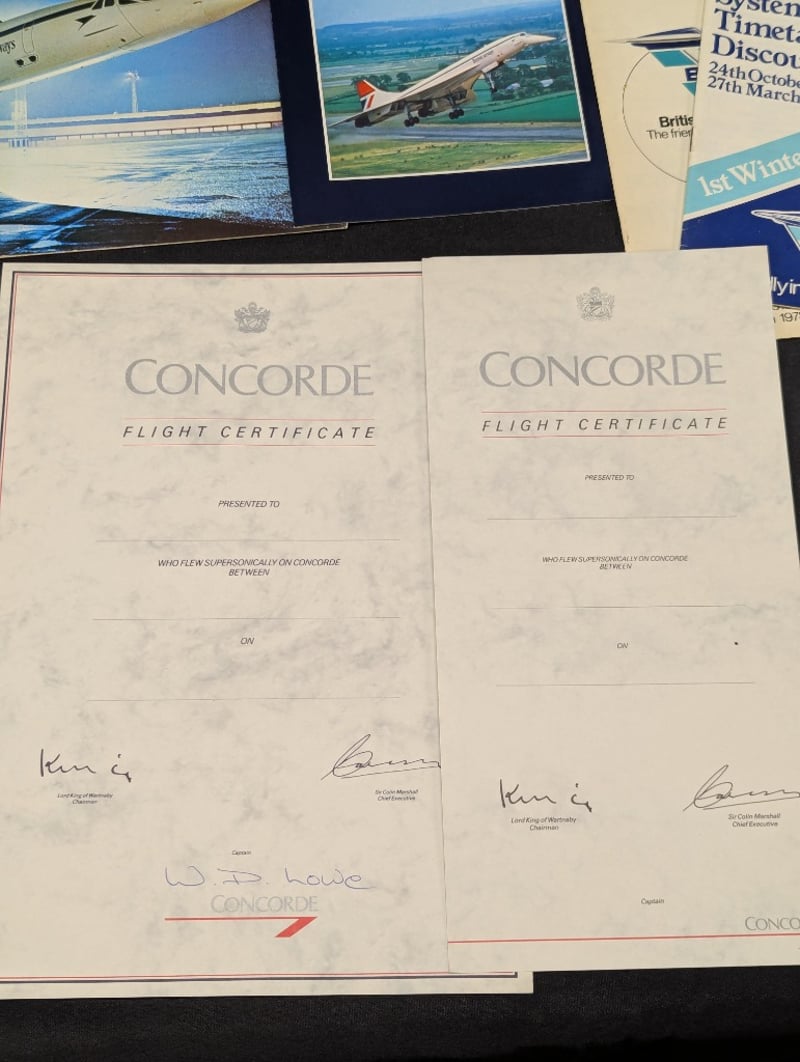 ways
System
Timeta
Discou
24th Octobe
27th March
1st Winte
Britis
The frie
197
CONCORDE
FLIGHT CERTIFICATE
PRESENTED TO
WHO FLEW SUPERSONICALLY ON CONCORDE
BETWEEN
ON
Lord King of Wartnaby
Chairman
Sir Colin Marshall
Chief Executive
Captain
W. D. Lowe
CONCORDE
CONCORDE
FLIGHT CERTIFICATE
PRESENTED TO
WHO FLEW SUPERSONICALLY ON CONCORDE
BETWEEN
ON
Lord King of Wartnaby
Chairman
Sir Colin Marshall
Chief Executive
Captain
CONCO